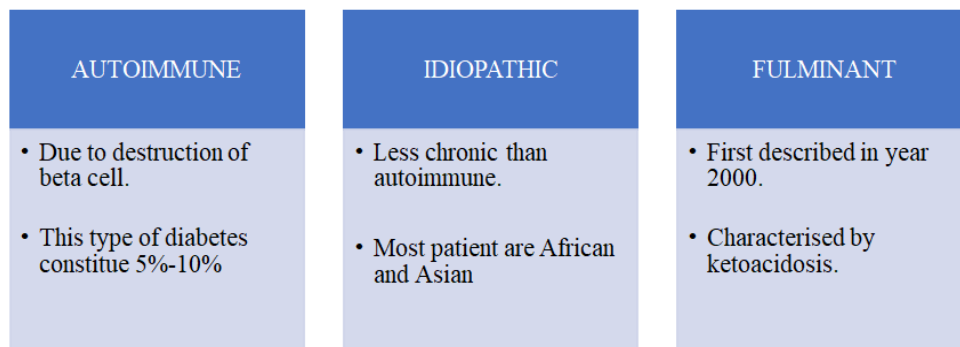 AUTOIMMUNE
• Due to destruction of
beta cell.
• This type of diabetes
constitue 5%-10%
IDIOPATHIC
• Less chronic than
autoimmune.
• Most patient are African
and Asian
FULMINANT
• First described in year
2000.
• Characterised by
ketoacidosis.